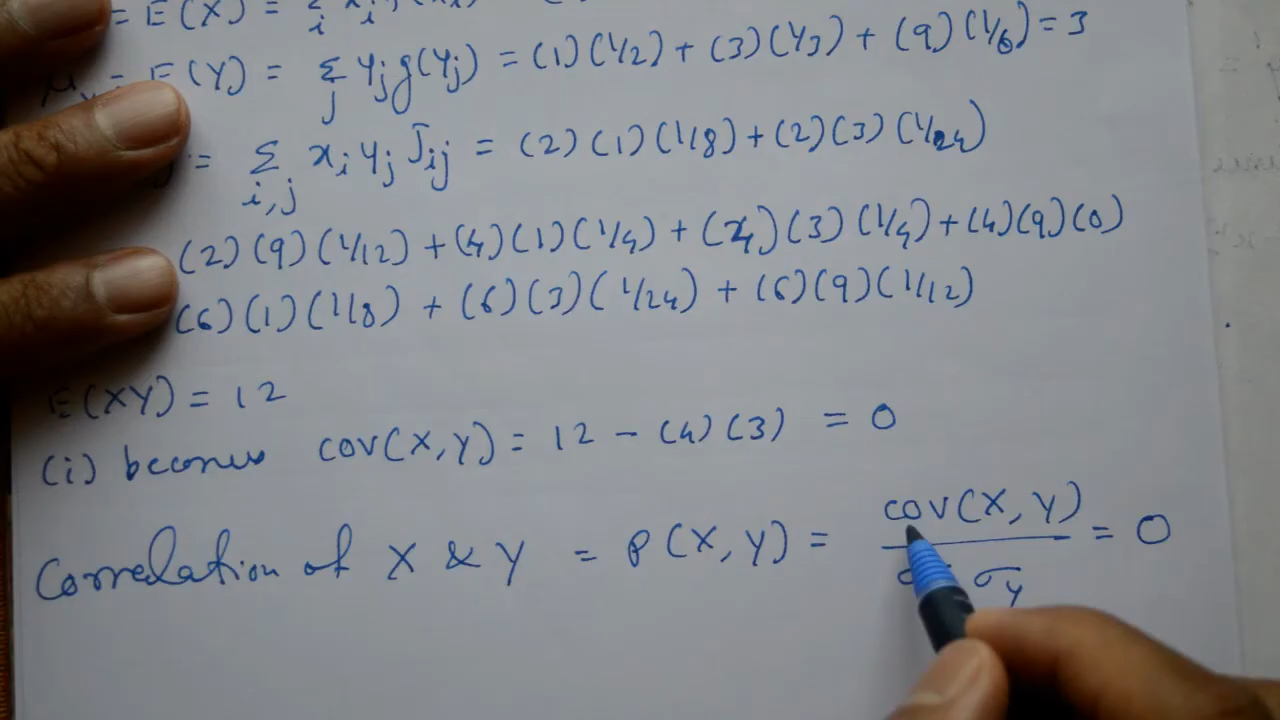 = E(X) = Σ
i
μ = E(Y) = Σ yj g(yj) = (1)(1/2) + (3)(1/3) + (9)(1/6) = 3
j
= Σ xi yj Jij = (2)(1)(1/8) + (2)(3)(1/24)
i,j
(2)(9)(1/12) + (4)(1)(1/4) + (4)(3)(1/4) + (4)(9)(0)
(6)(1)(1/8) + (6)(3)(1/24) + (6)(9)(1/12)
E(XY) = 12
(i) becomes cov(X,Y) = 12 - (4)(3) = 0
Correlation of X & Y = ρ(X,Y) = cov(X,Y) = 0
σy